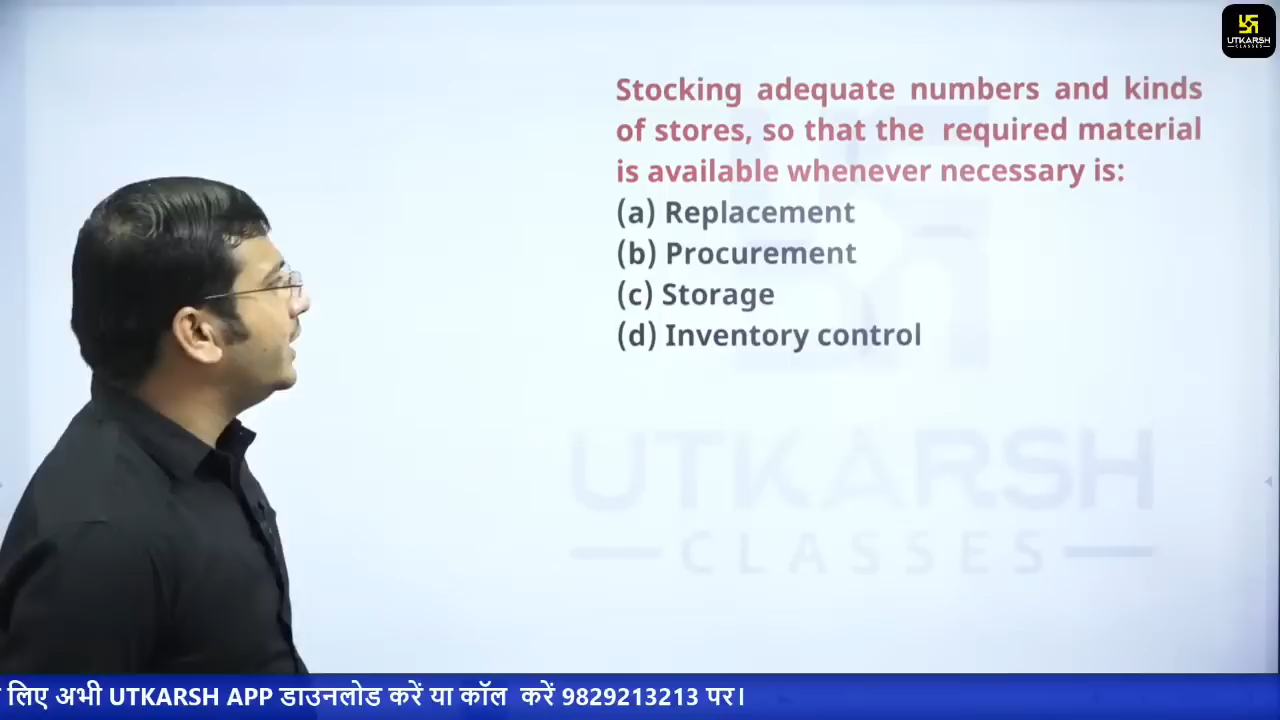 UTKARSH
CLASSES
Stocking adequate numbers and kinds
of stores, so that the required material
is available whenever necessary is:
(a) Replacement
(b) Procurement
(c) Storage
(d) Inventory control
UTKARSH
CLASSES
लिए अभी UTKARSH APP डाउनलोड करें या कॉल करें 9829213213 पर।